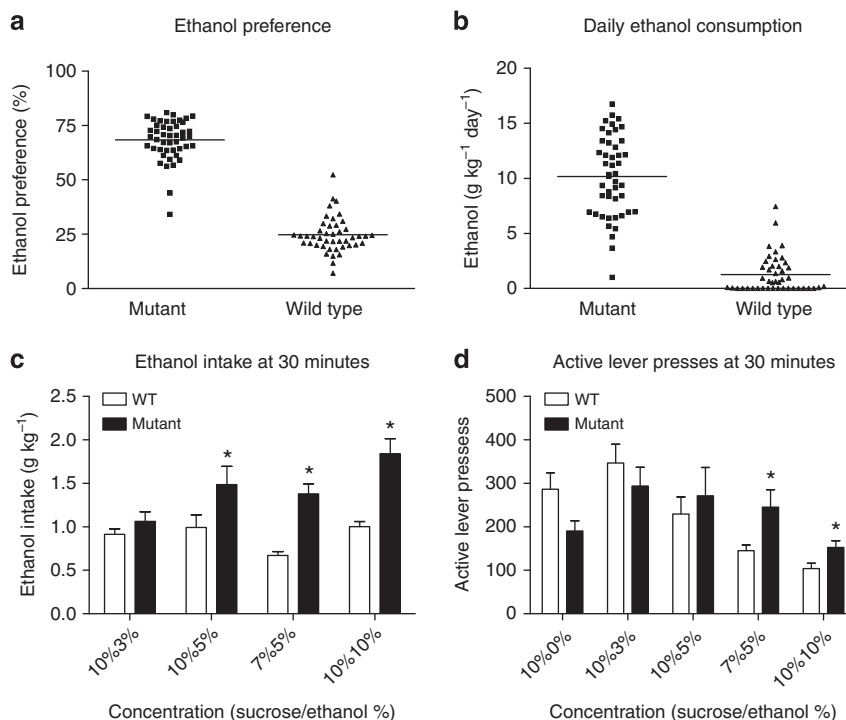 a
Ethanol preference
Ethanol preference (%)
100
75
50
25
0
Mutant
Wild type
b
Daily ethanol consumption
Ethanol (g kg⁻¹ day⁻¹)
20
15
10
5
0
Mutant
Wild type
c
Ethanol intake at 30 minutes
Ethanol intake (g kg⁻¹)
2.5
2.0
1.5
1.0
0.5
0.0
WT
Mutant
*
*
*
10%3%
10%5%
7%5%
10%10%
Concentration (sucrose/ethanol %)
d
Active lever presses at 30 minutes
Active lever pressess
500
400
300
200
100
0
WT
Mutant
*
*
10%0%
10%3%
10%5%
7%5%
10%10%
Concentration (sucrose/ethanol %)